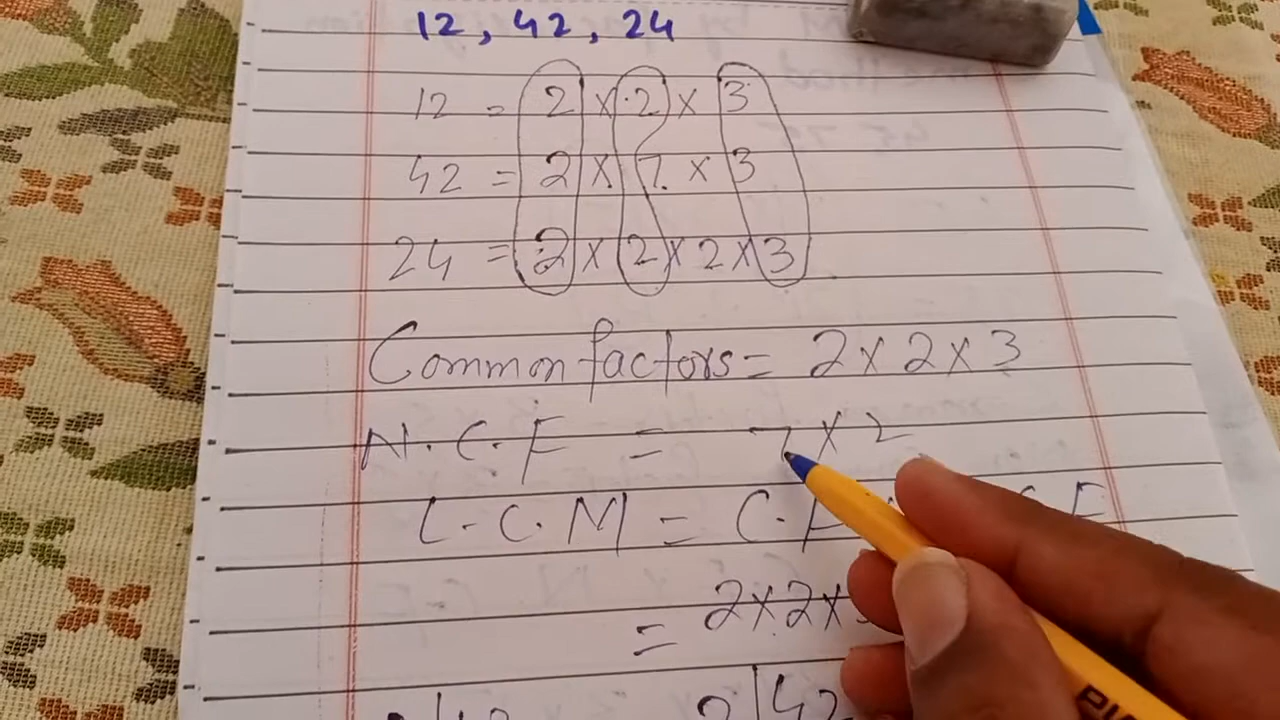 12, 42, 24
12 = 2 x 2 x 3
42 = 2 x 7 x 3
24 = 2 x 2 x 2 x 3
Common factors = 2 x 2 x 3
N.C.F = 7 x 2
L.C.M = C.F
= 2 x 2 x
2 42